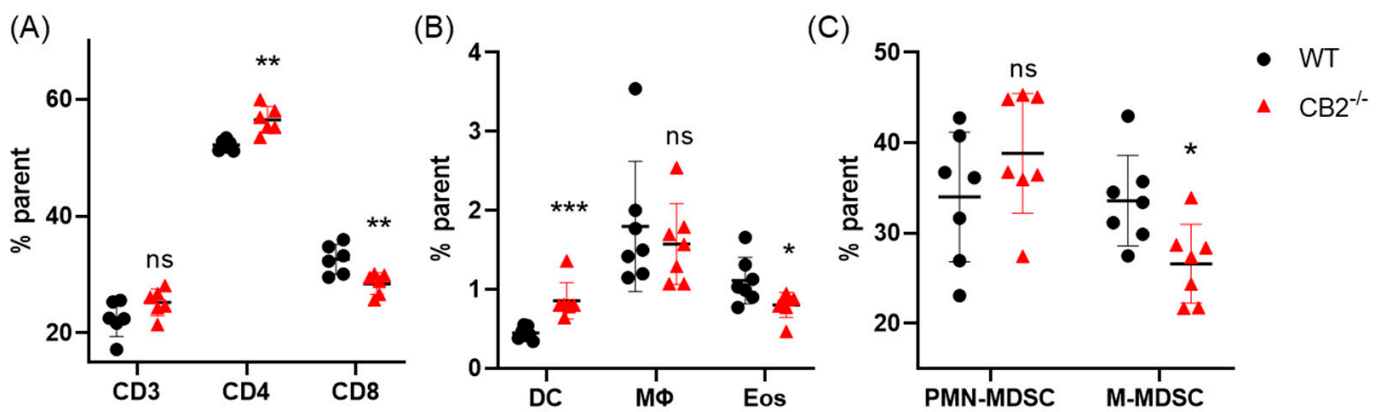 (A)
% parent
60
40
20
ns
**
**
CD3
CD4
CD8
(B)
% parent
4
3
2
1
0
***
ns
*
DC
MΦ
Eos
(C)
% parent
50
40
30
20
ns
*
PMN-MDSC
M-MDSC
WT
CB2-/-